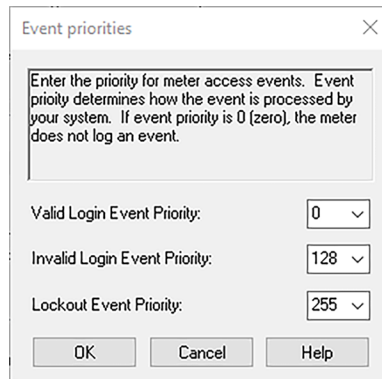 Event priorities
Enter the priority for meter access events. Event
prioity determines how the event is processed by
your system. If event priority is 0 (zero), the meter
does not log an event.
Valid Login Event Priority: 0
Invalid Login Event Priority: 128
Lockout Event Priority: 255
OK Cancel Help